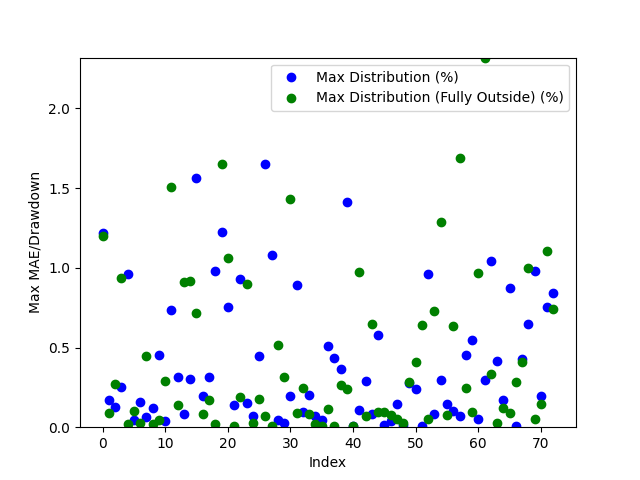 Max Distribution (%)
Max Distribution (Fully Outside) (%)
2.0
1.5
1.0
0.5
0.0
Max MAE/Drawdown
0 10 20 30 40 50 60 70
Index